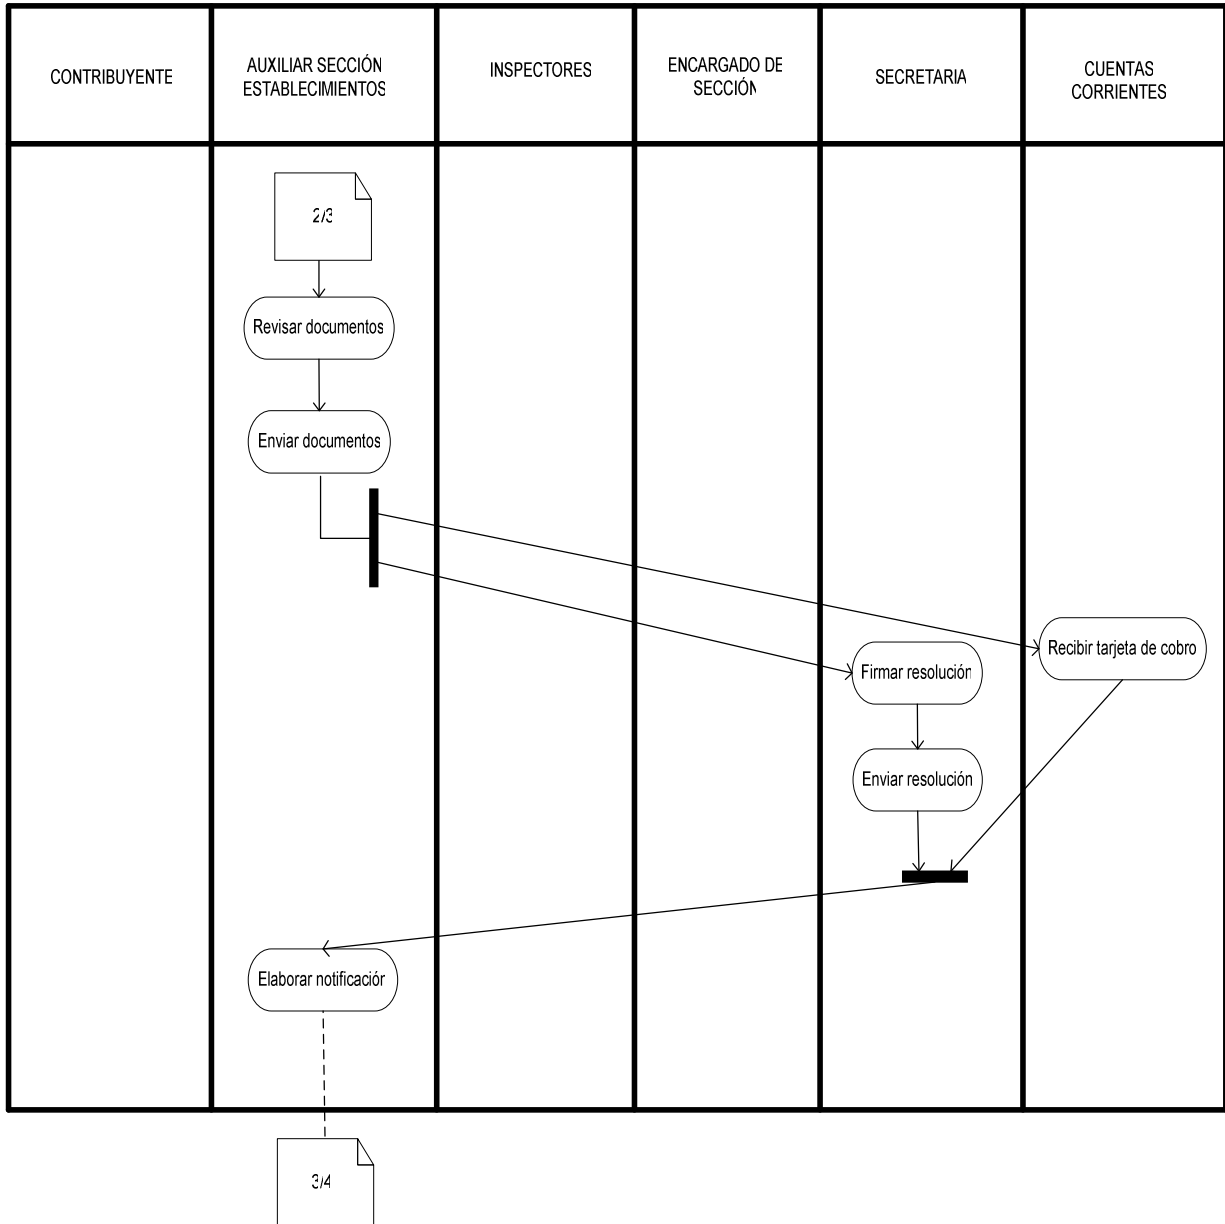 CONTRIBUYENTE
AUXILIAR SECCIÓN
ESTABLECIMIENTOS
INSPECTORES
ENCARGADO DE
SECCIÓN
SECRETARIA
CUENTAS
CORRIENTES
2/3
Revisar documentos
Enviar documentos
Recibir tarjeta de cobro
Firmar resolución
Enviar resolución
Elaborar notificación
3/4